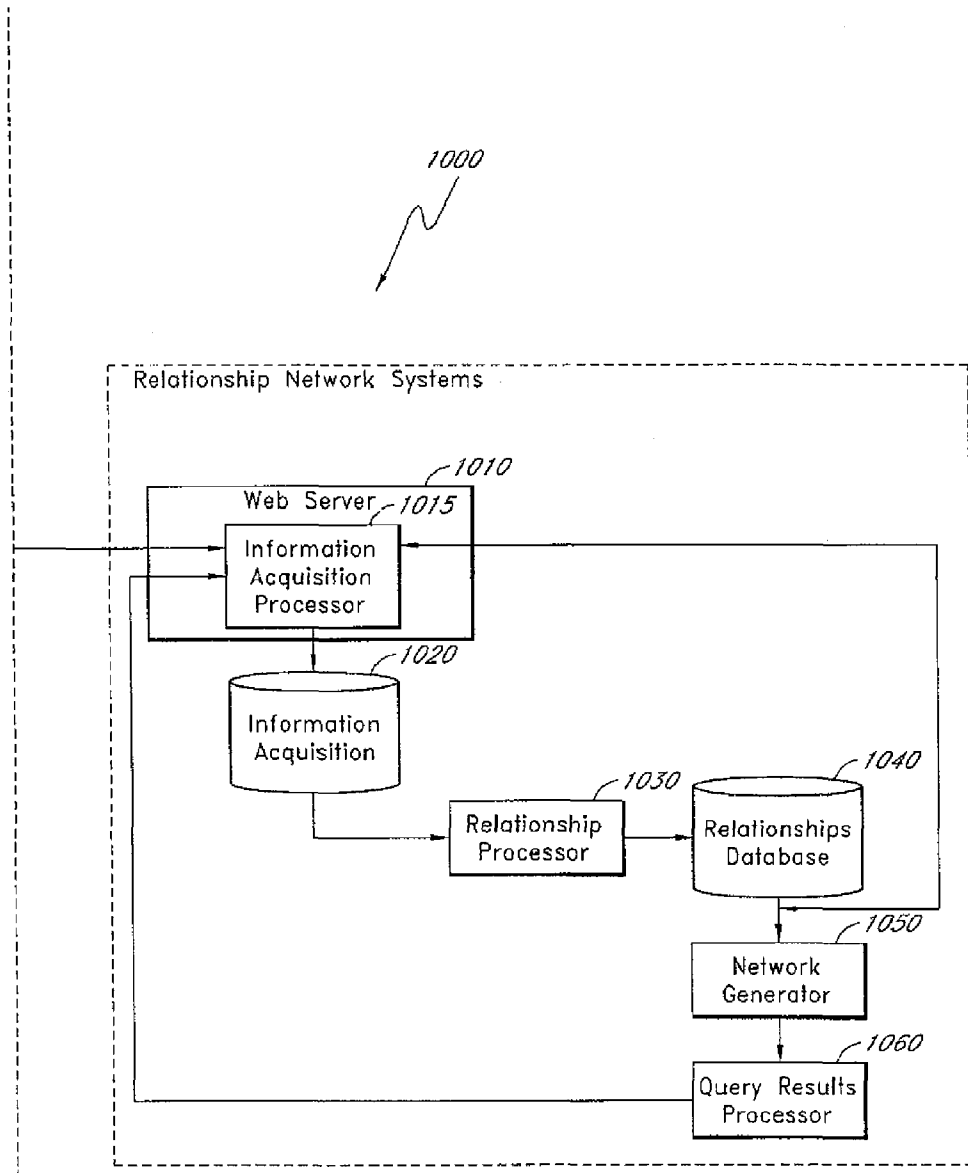 1000
Relationship Network Systems
1010
Web Server
1015
Information
Acquisition
Processor
1020
Information
Acquisition
1030
Relationship
Processor
1040
Relationships
Database
1050
Network
Generator
1060
Query Results
Processor